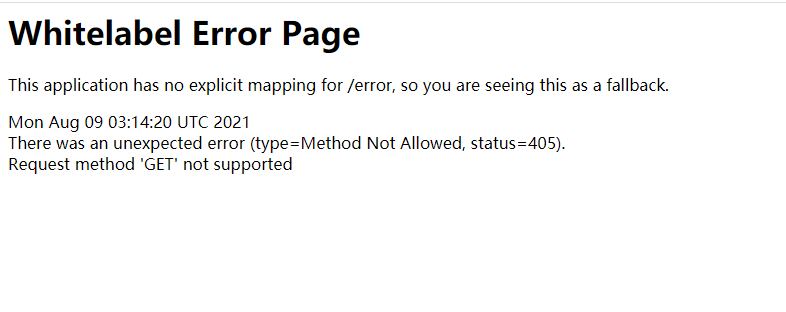 Whitelabel Error Page
This application has no explicit mapping for /error, so you are seeing this as a fallback.
Mon Aug 09 03:14:20 UTC 2021
There was an unexpected error (type=Method Not Allowed, status=405).
Request method 'GET' not supported